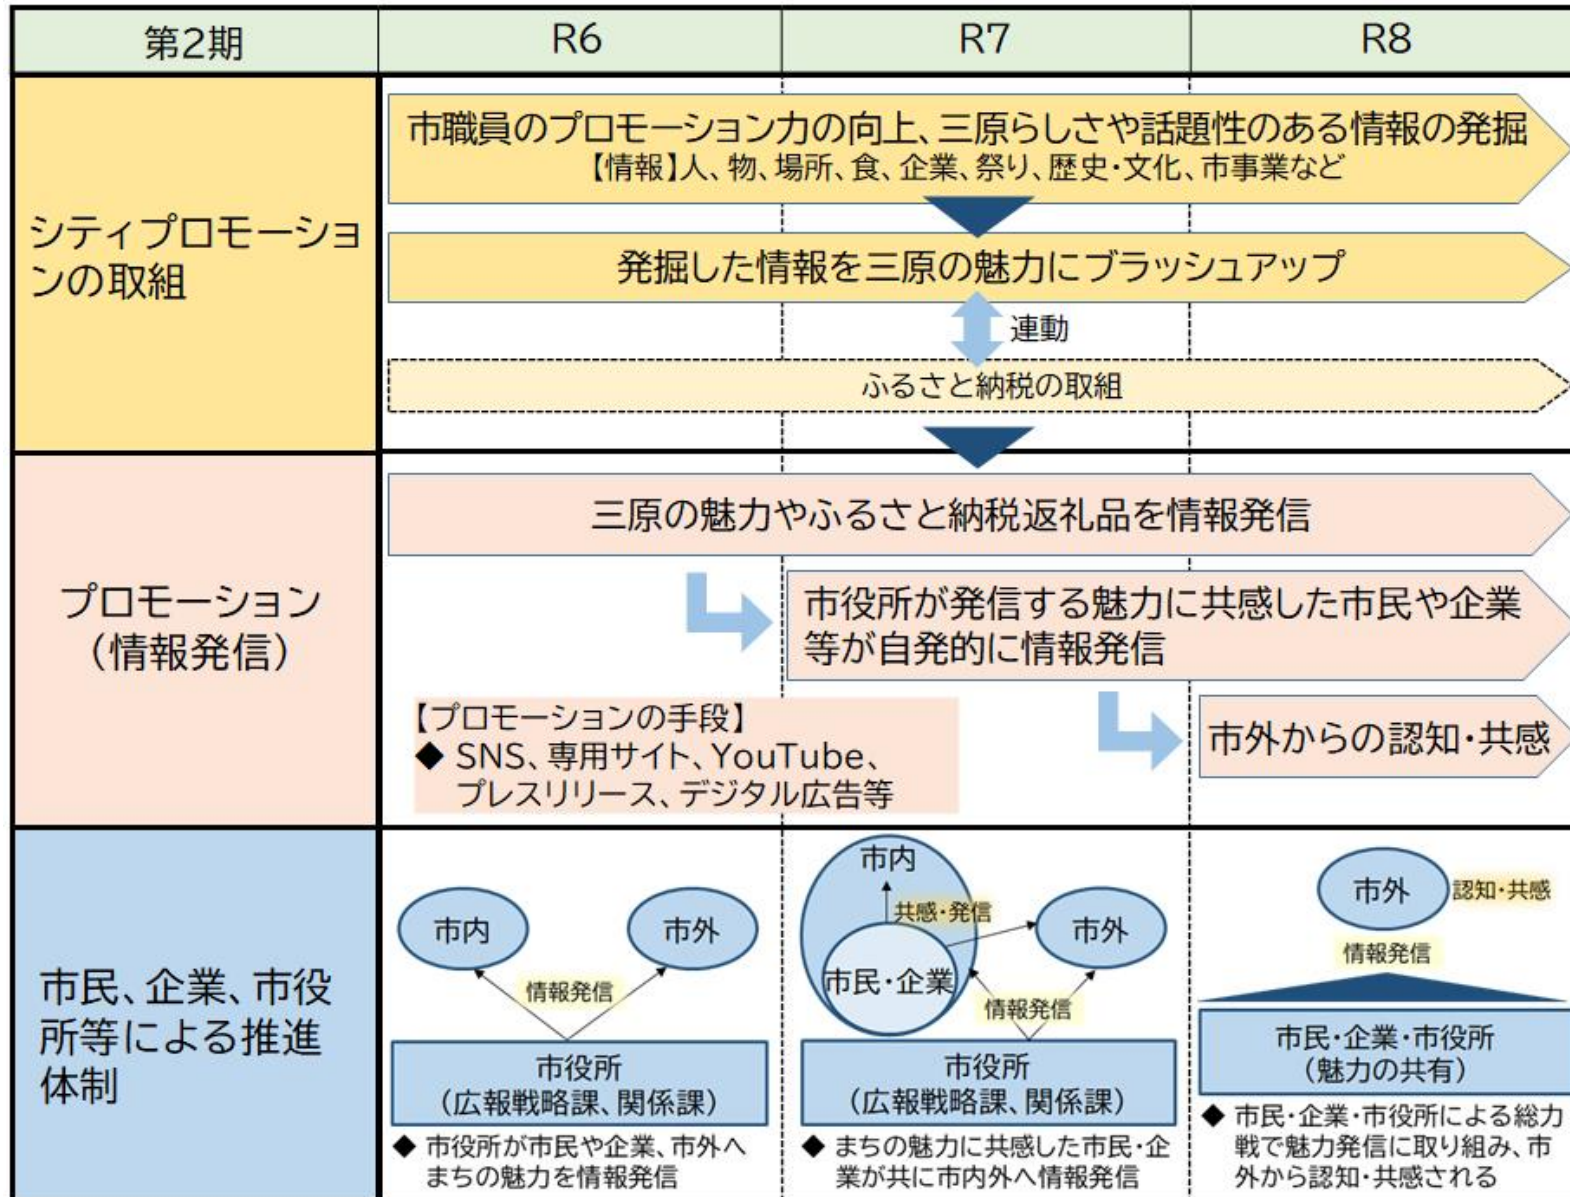 第2期
R6
R7
R8
シティプロモーショ
ンの取組
市職員のプロモーション力の向上、三原らしさや話題性のある情報の発掘
【情報】人、物、場所、食、企業、祭り、歴史・文化、市事業など
発掘した情報を三原の魅力にブラッシュアップ
連動
ふるさと納税の取組
プロモーション
（情報発信）
三原の魅力やふるさと納税返礼品を情報発信
市役所が発信する魅力に共感した市民や企業
等が自発的に情報発信
市外からの認知・共感
【プロモーションの手段】
◆ SNS、専用サイト、YouTube、
プレスリリース、デジタル広告等
市民、企業、市役
所等による推進
体制
市内
市外
情報発信
市役所
（広報戦略課、関係課）
◆ 市役所が市民や企業、市外へ
まちの魅力を情報発信
市内
共感・発信
市外
市民・企業
情報発信
市役所
（広報戦略課、関係課）
◆ まちの魅力に共感した市民・企
業が共に市内外へ情報発信
市外
認知・共感
情報発信
市民・企業・市役所
（魅力の共有）
◆ 市民・企業・市役所による総力
戦で魅力発信に取り組み、市
外から認知・共感される